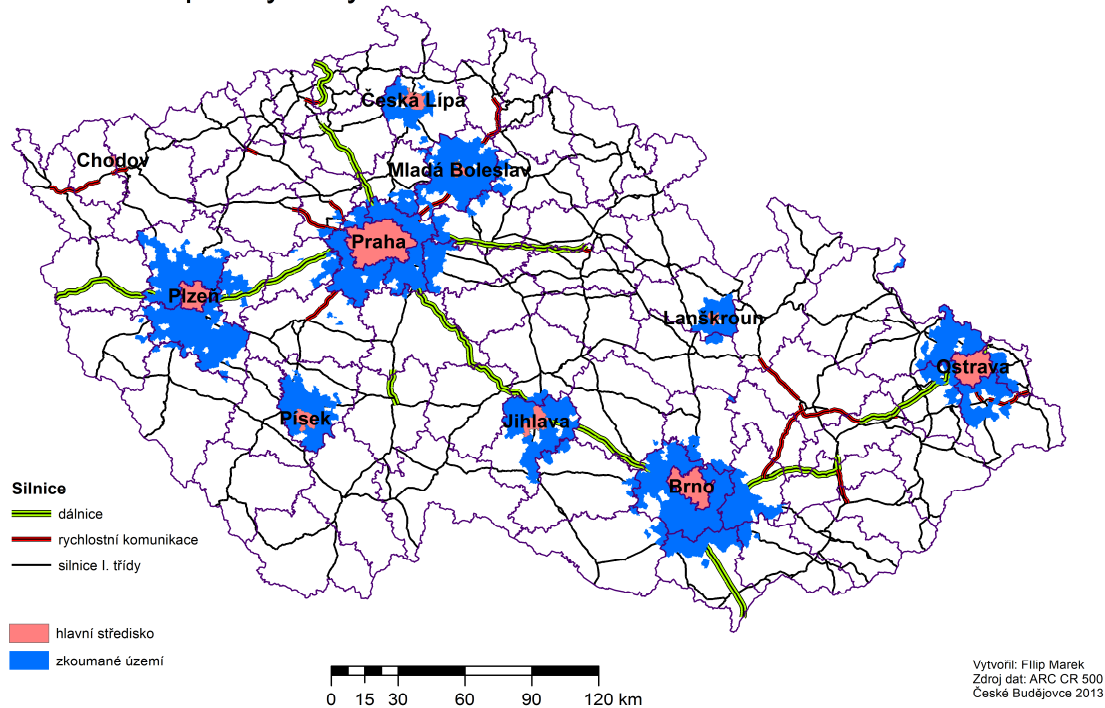 Česká Lípa
Chodov
Mladá Boleslav
Praha
Plzeň
Lanškroun
Ostrava
Písek
Jihlava
Brno
Silnice
dálnice
rychlostní komunikace
silnice I. třídy
hlavní středisko
zkoumané území
0 15 30 60 90 120 km
Vytvořil: FIlip Marek
Zdroj dat: ARC CR 500
České Budějovce 2013